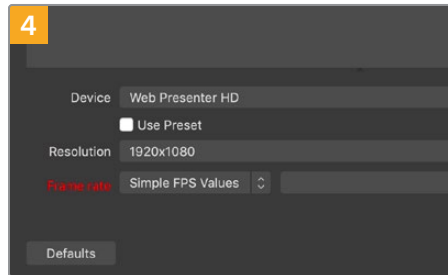 4
Device Web Presenter HD
Use Preset
Resolution 1920x1080
Frame rate Simple FPS Values
Defaults